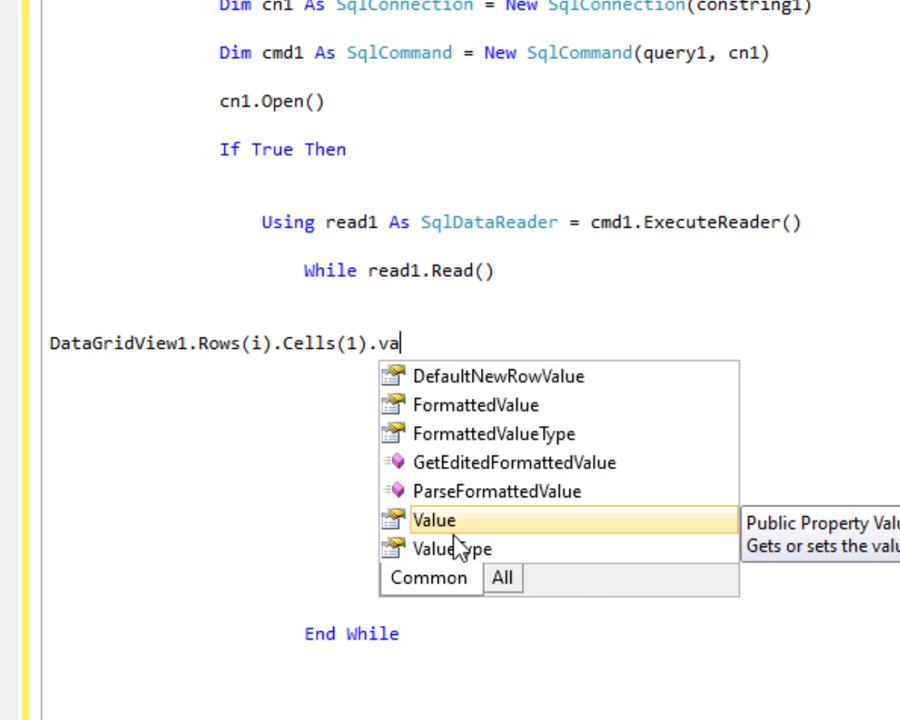 Dim cn1 As SqlConnection = New SqlConnection(constring1)
Dim cmd1 As SqlCommand = New SqlCommand(query1, cn1)
cn1.Open()
If True Then
Using read1 As SqlDataReader = cmd1.ExecuteReader()
While read1.Read()
DataGridView1.Rows(i).Cells(1).va
DefaultNewRowValue
FormattedValue
FormattedValueType
GetEditedFormattedValue
ParseFormattedValue
Value
ValueType
Common All
Public Property Valu
Gets or sets the valu
End While